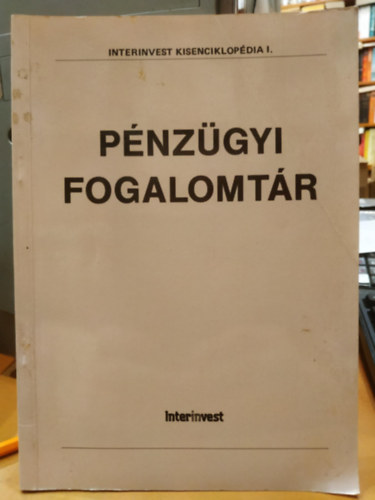 INTERINVEST KISENCIKLOPÉDIA I.
PÉNZÜGYI
FOGALOMTÁR
Interinvest